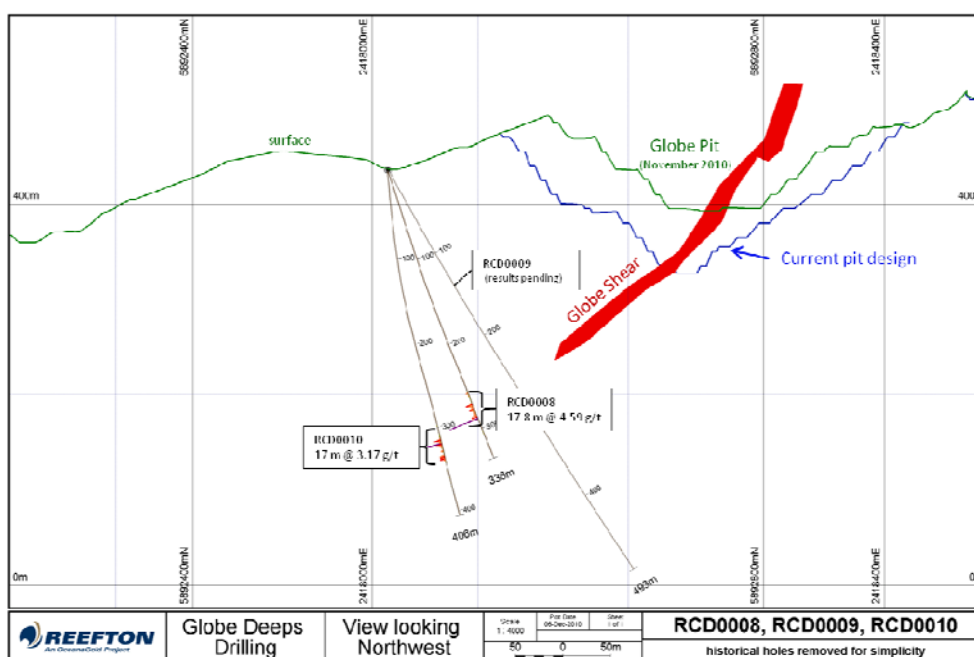 5892400mN
2418000mE
5892800mN
2418400mE
surface
Globe Pit
(November 2010)
400m
400
100
100
100
RCD0009
(results pending)
Globe Shear
Current pit design
200
200
200
RCD0008
17.8 m @ 4.59 g/t
300
RCD0010
17 m @ 3.17 g/t
338m
400
400
406m
493m
0m
0
5892400mN
2418000mE
5892800mN
2418400mE
REEFTON
An OceanaGold Project
Globe Deeps
Drilling
View looking
Northwest
Scale
1: 4000
Plot Date
06-Dec-2010
Sheet
1 of 1
50 0 50m
RCD0008, RCD0009, RCD0010
historical holes removed for simplicity